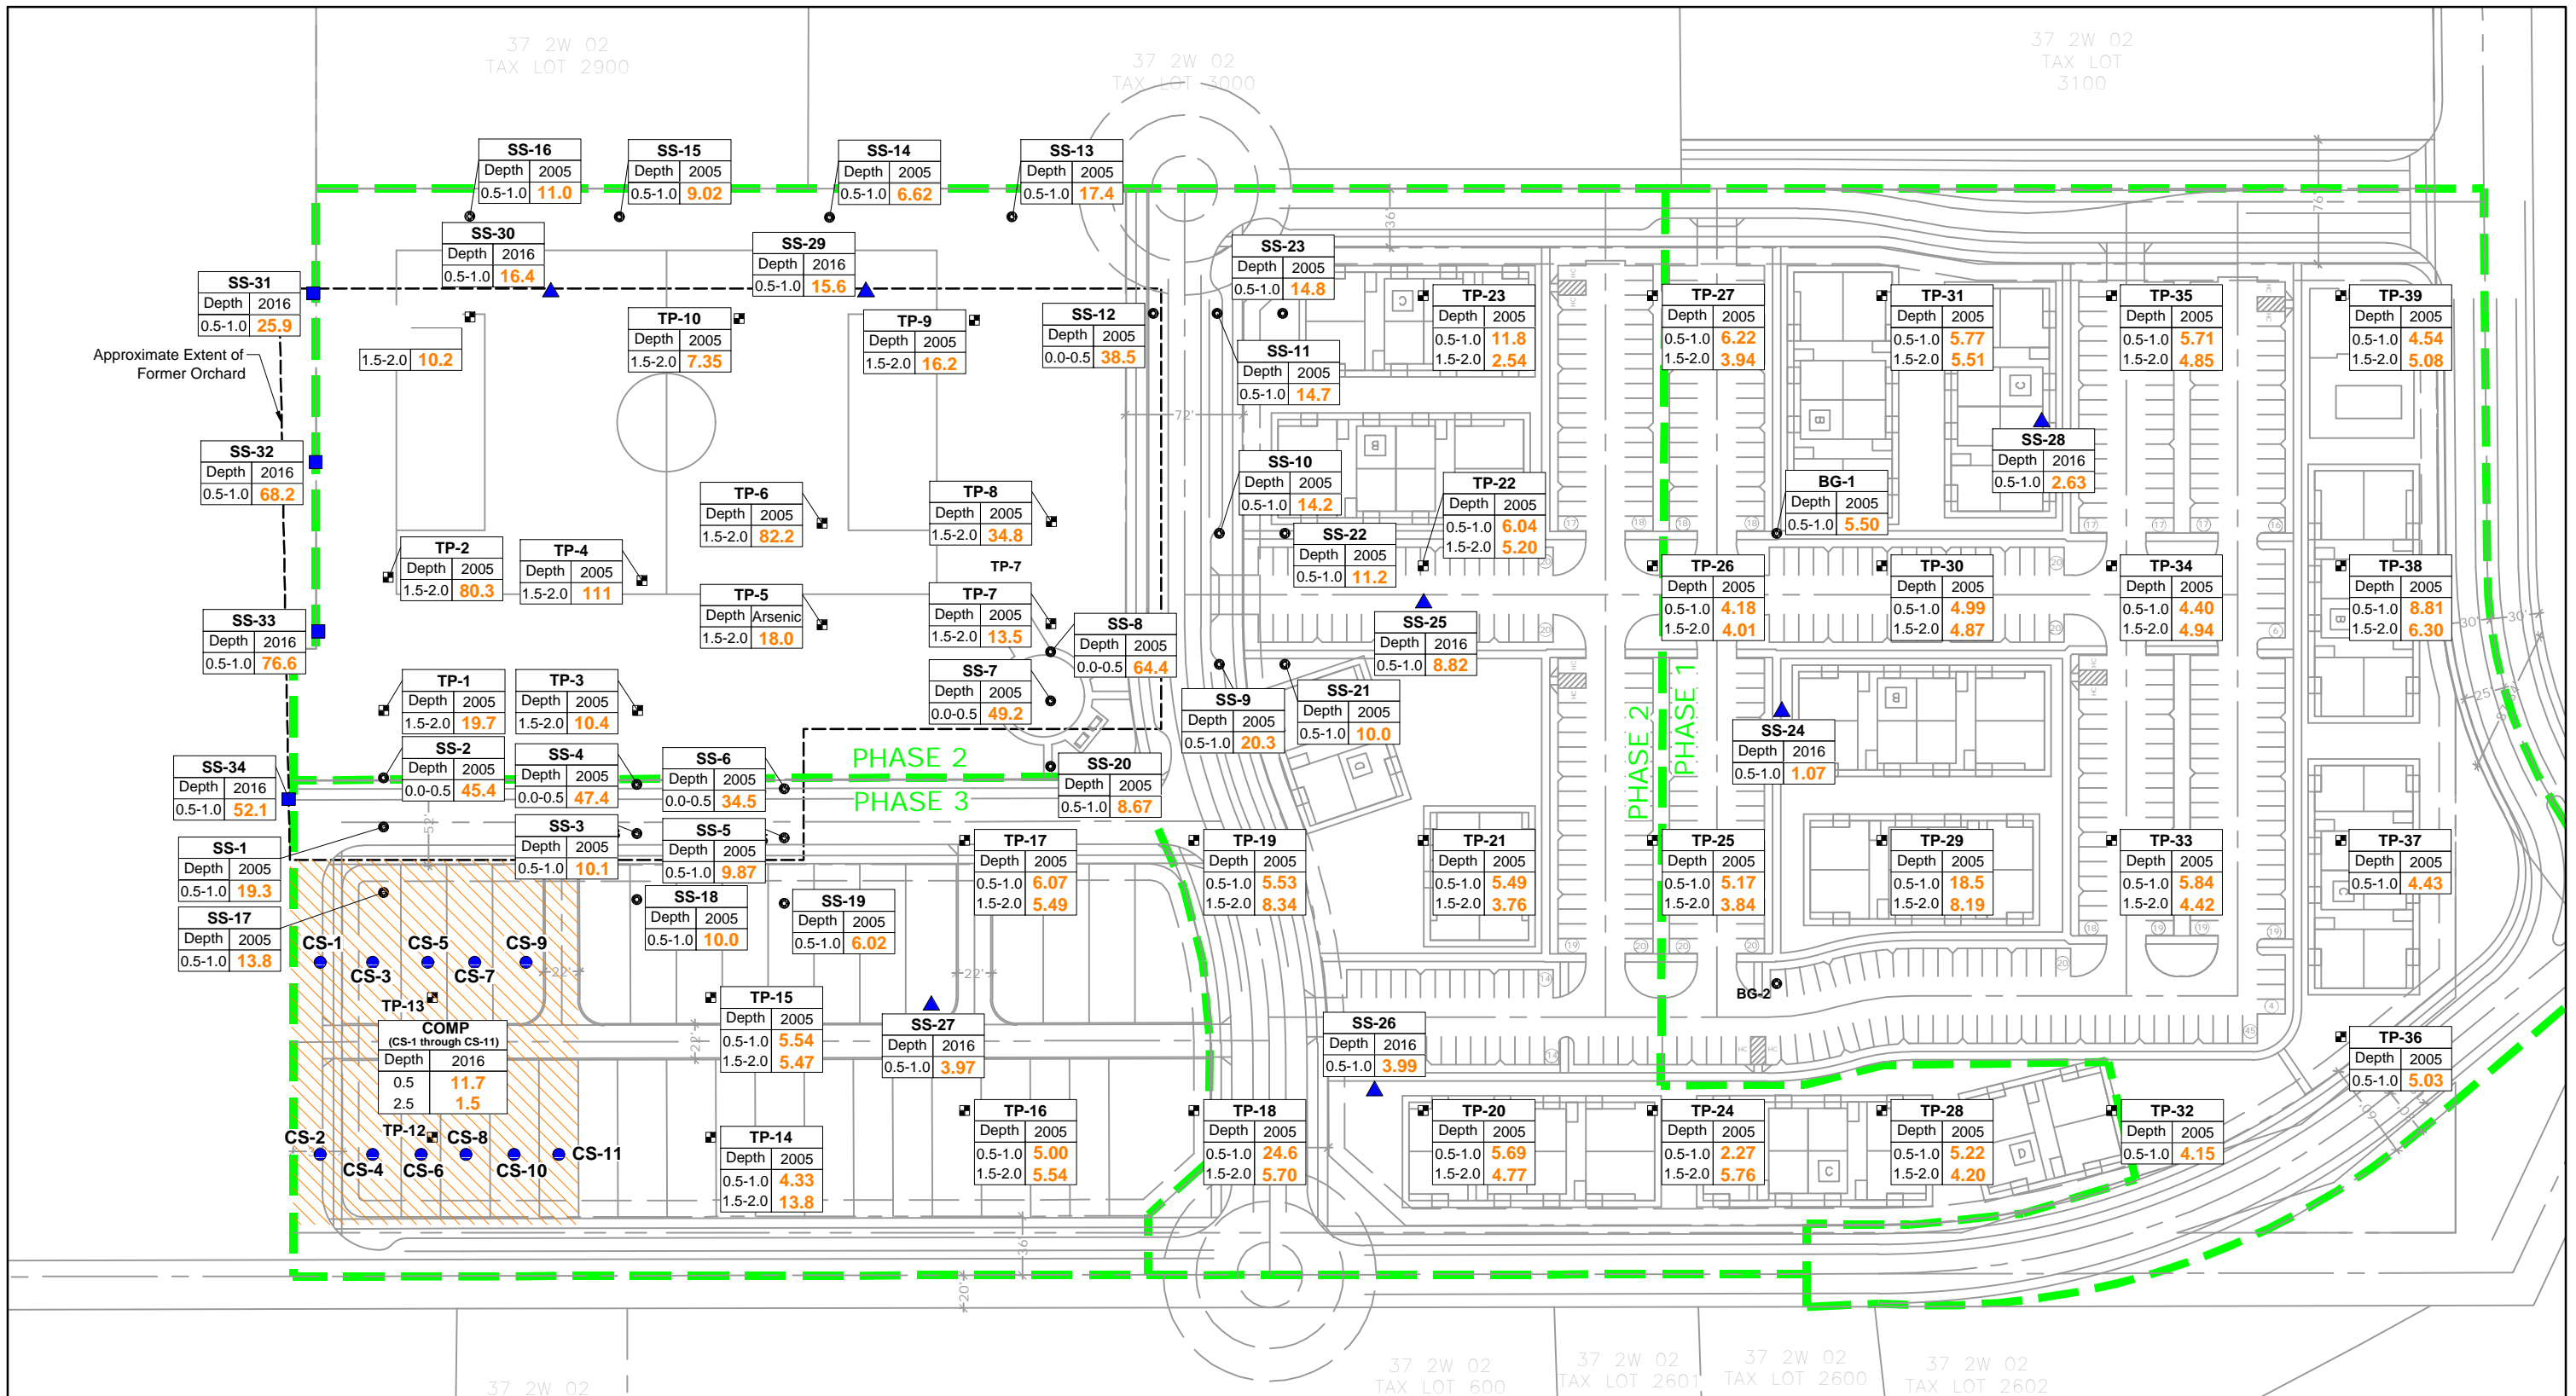 37 2W 02
TAX LOT 2900
37 2W 02
TAX LOT 3000
37 2W 02
TAX LOT
3100
SS-16
Depth 2005
0.5-1.0 11.0
SS-15
Depth 2005
0.5-1.0 9.02
SS-14
Depth 2005
0.5-1.0 6.62
SS-13
Depth 2005
0.5-1.0 17.4
36'
76'
SS-30
Depth 2016
0.5-1.0 16.4
SS-29
Depth 2016
0.5-1.0 15.6
SS-23
Depth 2005
0.5-1.0 14.8
SS-31
Depth 2016
0.5-1.0 25.9
Approximate Extent of
Former Orchard
1.5-2.0 10.2
TP-10
Depth 2005
1.5-2.0 7.35
TP-9
Depth 2005
1.5-2.0 16.2
SS-12
Depth 2005
0.0-0.5 38.5
SS-11
Depth 2005
0.5-1.0 14.7
TP-23
Depth 2005
0.5-1.0 11.8
1.5-2.0 2.54
TP-27
Depth 2005
0.5-1.0 6.22
1.5-2.0 3.94
TP-31
Depth 2005
0.5-1.0 5.77
1.5-2.0 5.51
TP-35
Depth 2005
0.5-1.0 5.71
1.5-2.0 4.85
TP-39
Depth 2005
0.5-1.0 4.54
1.5-2.0 5.08
72'
SS-32
Depth 2016
0.5-1.0 68.2
SS-10
Depth 2005
0.5-1.0 14.2
SS-28
Depth 2016
0.5-1.0 2.63
TP-6
Depth 2005
1.5-2.0 82.2
TP-8
Depth 2005
1.5-2.0 34.8
TP-22
Depth 2005
0.5-1.0 6.04
1.5-2.0 5.20
BG-1
Depth 2005
0.5-1.0 5.50
SS-22
Depth 2005
0.5-1.0 11.2
TP-2
Depth 2005
1.5-2.0 80.3
TP-4
Depth 2005
1.5-2.0 111
TP-7
TP-5
Depth Arsenic
1.5-2.0 18.0
TP-7
Depth 2005
1.5-2.0 13.5
TP-26
Depth 2005
0.5-1.0 4.18
1.5-2.0 4.01
TP-30
Depth 2005
0.5-1.0 4.99
1.5-2.0 4.87
TP-34
Depth 2005
0.5-1.0 4.40
1.5-2.0 4.94
TP-38
Depth 2005
0.5-1.0 8.81
1.5-2.0 6.30
30' 30'
SS-33
Depth 2016
0.5-1.0 76.6
SS-8
Depth 2005
0.0-0.5 64.4
SS-25
Depth 2016
0.5-1.0 8.82
SS-7
Depth 2005
0.0-0.5 49.2
TP-1
Depth 2005
1.5-2.0 19.7
TP-3
Depth 2005
1.5-2.0 10.4
SS-9
Depth 2005
0.5-1.0 20.3
SS-21
Depth 2005
0.5-1.0 10.0
PHASE 2
PHASE 1
SS-24
Depth 2016
0.5-1.0 1.07
SS-34
Depth 2016
0.5-1.0 52.1
SS-2
Depth 2005
0.0-0.5 45.4
SS-4
Depth 2005
0.0-0.5 47.4
SS-6
Depth 2005
0.0-0.5 34.5
PHASE 2
PHASE 3
SS-20
Depth 2005
0.5-1.0 8.67
52'
SS-1
Depth 2005
0.5-1.0 19.3
SS-3
Depth 2005
0.5-1.0 10.1
SS-5
Depth 2005
0.5-1.0 9.87
TP-17
Depth 2005
0.5-1.0 6.07
1.5-2.0 5.49
TP-19
Depth 2005
0.5-1.0 5.53
1.5-2.0 8.34
TP-21
Depth 2005
0.5-1.0 5.49
1.5-2.0 3.76
TP-25
Depth 2005
0.5-1.0 5.17
1.5-2.0 3.84
TP-29
Depth 2005
0.5-1.0 18.5
1.5-2.0 8.19
TP-33
Depth 2005
0.5-1.0 5.84
1.5-2.0 4.42
TP-37
Depth 2005
0.5-1.0 4.43
SS-17
Depth 2005
0.5-1.0 13.8
SS-18
Depth 2005
0.5-1.0 10.0
SS-19
Depth 2005
0.5-1.0 6.02
CS-1
CS-3
CS-5
CS-7
CS-9
22'
22'
BG-2
TP-13
COMP
(CS-1 through CS-11)
Depth 2016
0.5 11.7
2.5 1.5
22'
TP-15
Depth 2005
0.5-1.0 5.54
1.5-2.0 5.47
SS-27
Depth 2016
0.5-1.0 3.97
SS-26
Depth 2016
0.5-1.0 3.99
TP-36
Depth 2005
0.5-1.0 5.03
TP-12
CS-2
CS-4
CS-6
CS-8
CS-10
CS-11
TP-14
Depth 2005
0.5-1.0 4.33
1.5-2.0 13.8
TP-16
Depth 2005
0.5-1.0 5.00
1.5-2.0 5.54
TP-18
Depth 2005
0.5-1.0 24.6
1.5-2.0 5.70
TP-20
Depth 2005
0.5-1.0 5.69
1.5-2.0 4.77
TP-24
Depth 2005
0.5-1.0 2.27
1.5-2.0 5.76
TP-28
Depth 2005
0.5-1.0 5.22
1.5-2.0 4.20
TP-32
Depth 2005
0.5-1.0 4.15
36'
20'
37 2W 02
37 2W 02
TAX LOT 600
37 2W 02
TAX LOT 2601
37 2W 02
TAX LOT 2600
37 2W 02
TAX LOT 2602